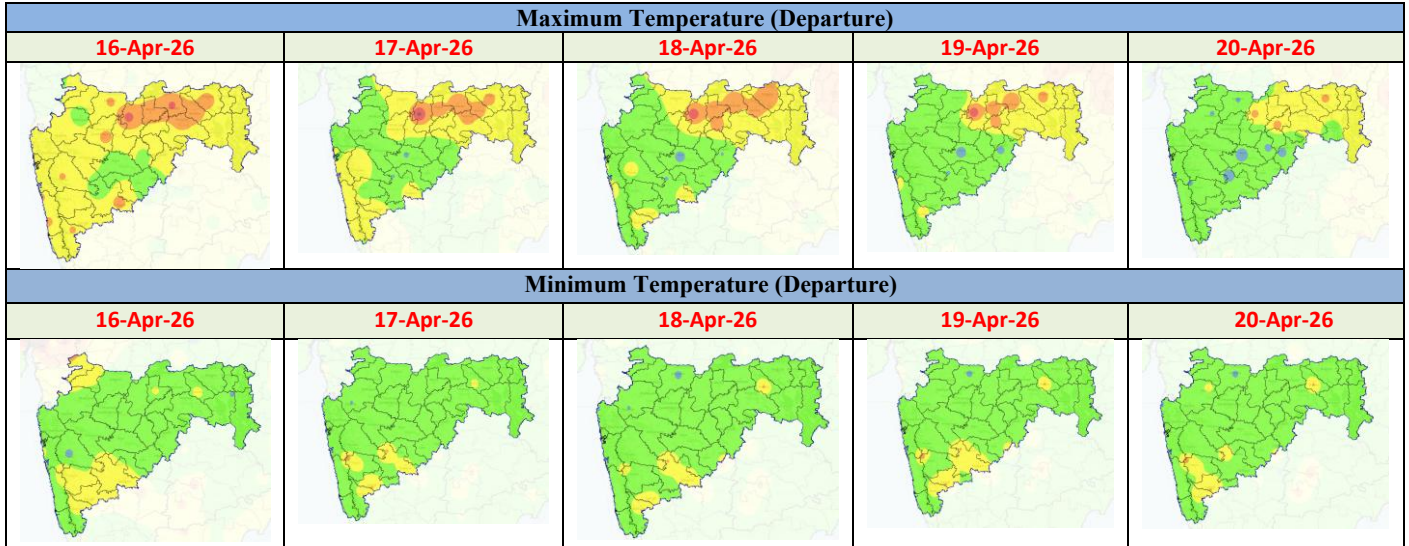 Maximum Temperature (Departure)
16-Apr-26 17-Apr-26 18-Apr-26 19-Apr-26 20-Apr-26
Minimum Temperature (Departure)
16-Apr-26 17-Apr-26 18-Apr-26 19-Apr-26 20-Apr-26